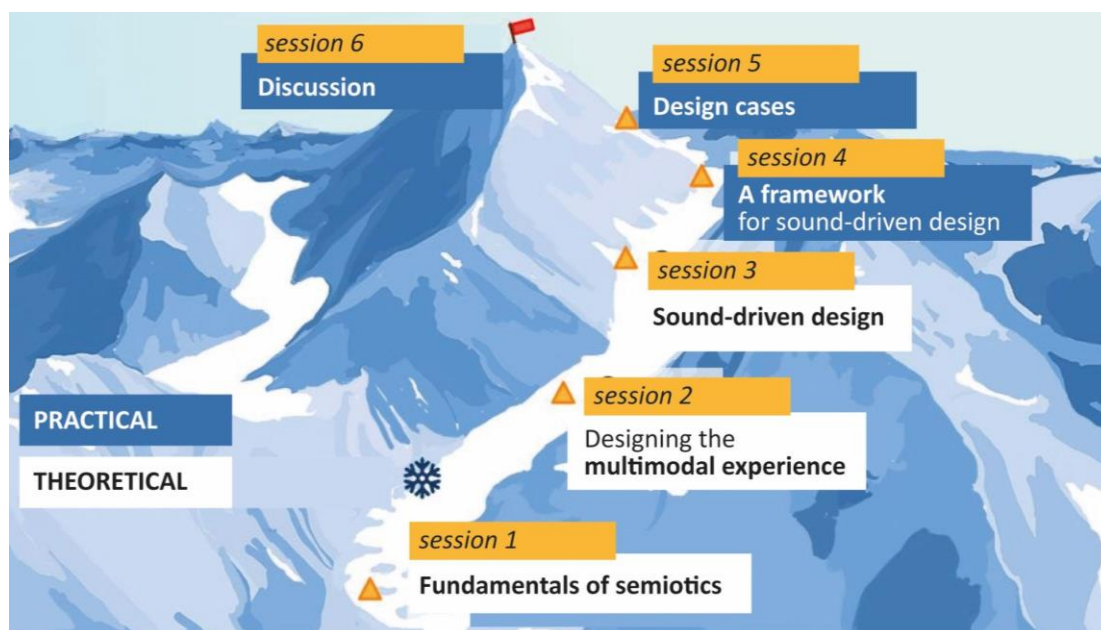 session 6
Discussion
session 5
Design cases
session 4
A framework
for sound-driven design
session 3
Sound-driven design
session 2
Designing the
multimodal experience
PRACTICAL
THEORETICAL
session 1
Fundamentals of semiotics